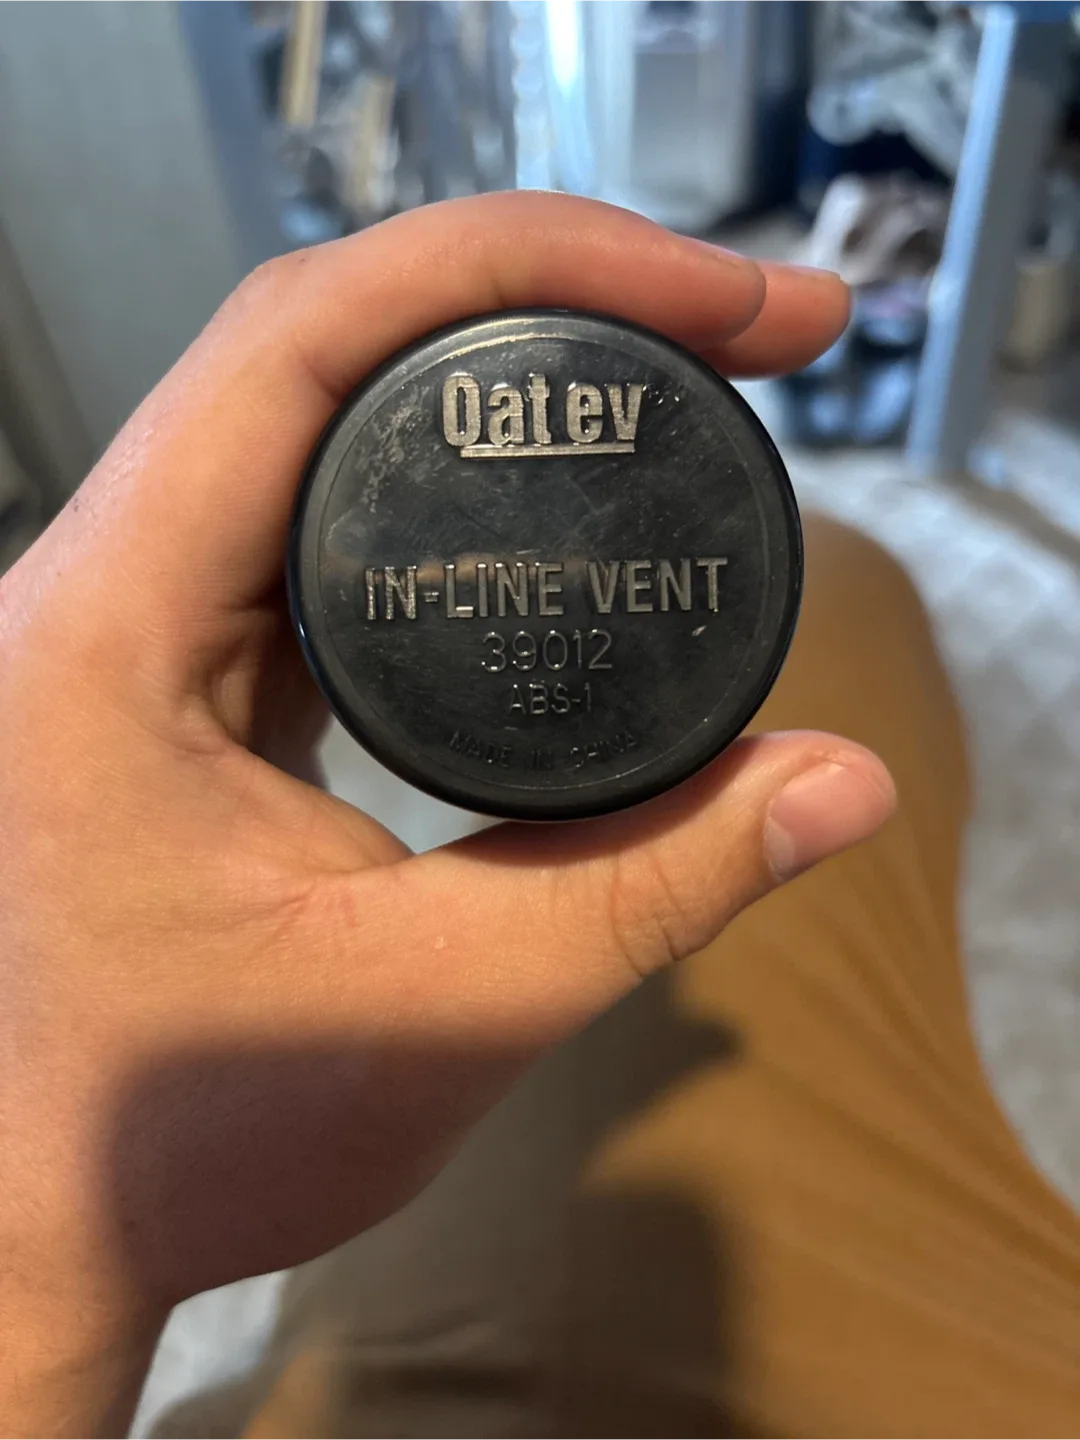 Oatey
IN-LINE VENT
39012
ABS-1
MADE IN CHINA